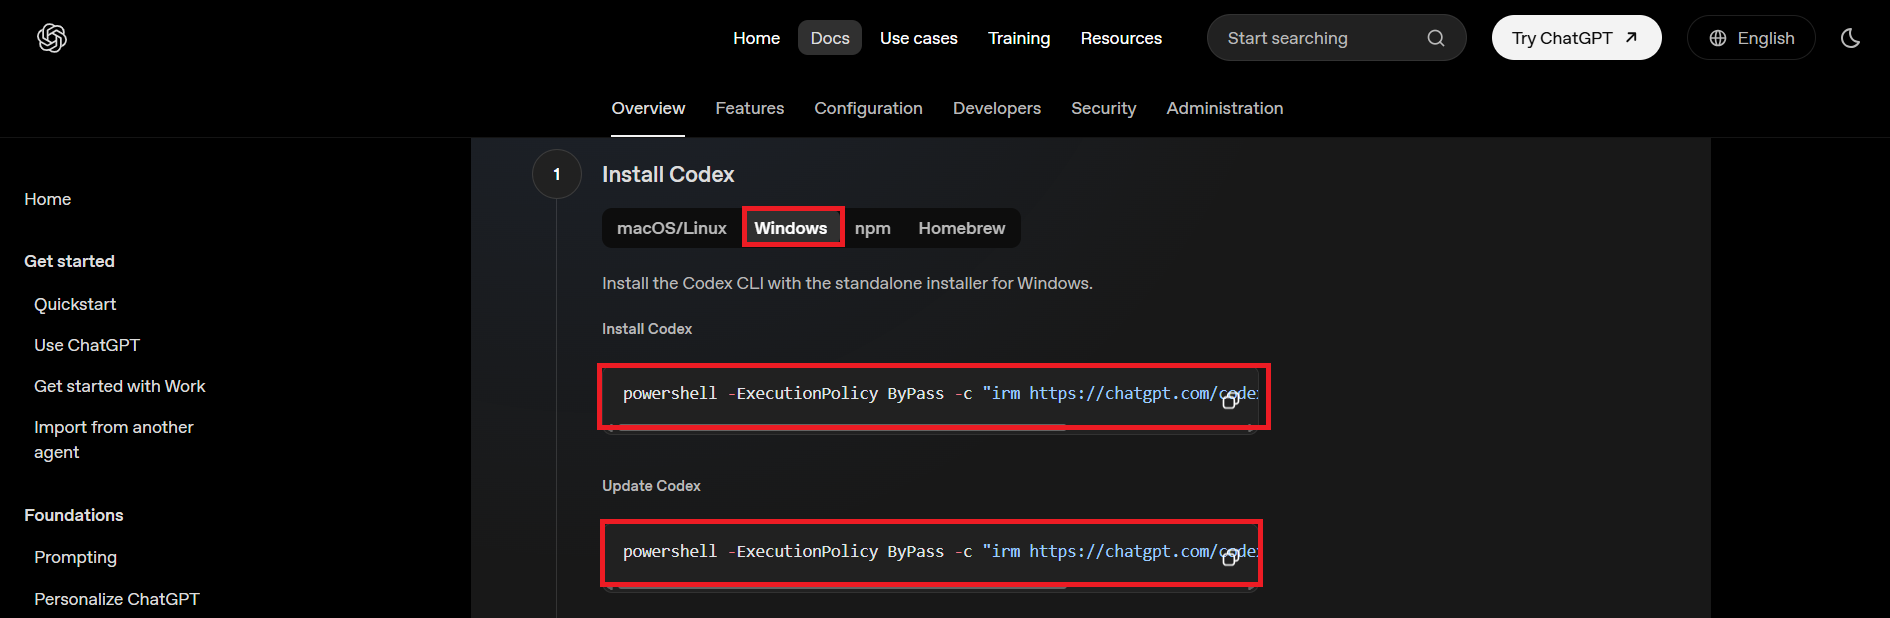 Home Docs Use cases Training Resources Start searching Try ChatGPT English
Overview Features Configuration Developers Security Administration
Home
Get started
Quickstart
Use ChatGPT
Get started with Work
Import from another
agent
Foundations
Prompting
Personalize ChatGPT
1 Install Codex
macOS/Linux Windows npm Homebrew
Install the Codex CLI with the standalone installer for Windows.
Install Codex
powershell -ExecutionPolicy ByPass -c "irm https://chatgpt.com/codex
Update Codex
powershell -ExecutionPolicy ByPass -c "irm https://chatgpt.com/codex